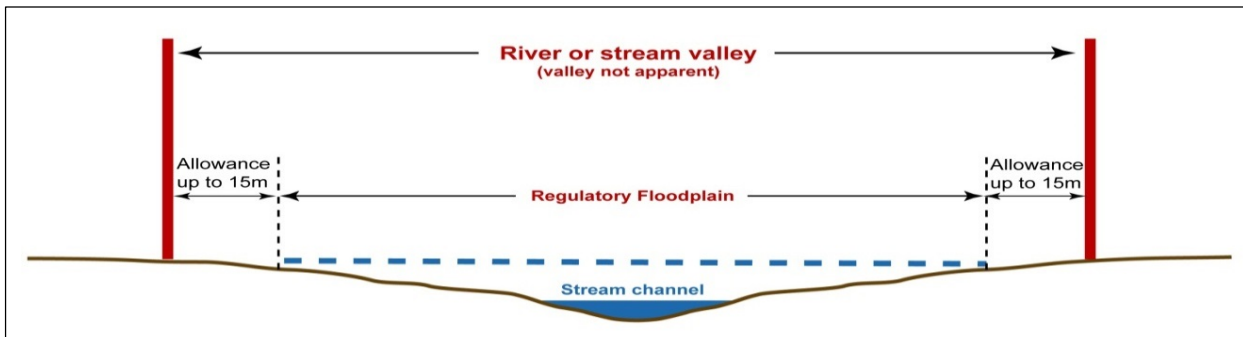 River or stream valley
(valley not apparent)
Allowance
up to 15m
Regulatory Floodplain
Allowance
up to 15m
Stream channel